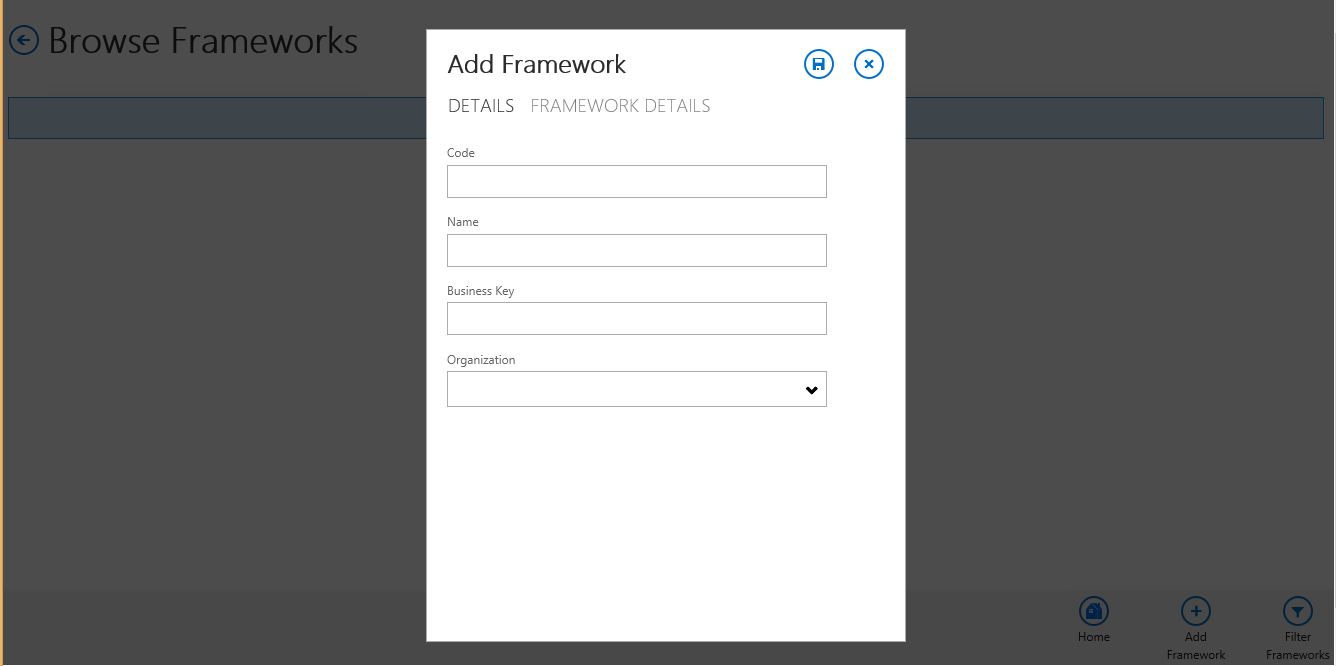 Browse Frameworks
Add Framework
DETAILS FRAMEWORK DETAILS
Code
Name
Business Key
Organization
Home
Add
Framework
Filter
Frameworks